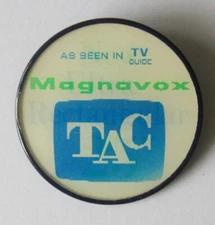 AS SEEN IN TV
GUIDE
Magnavox
TAC